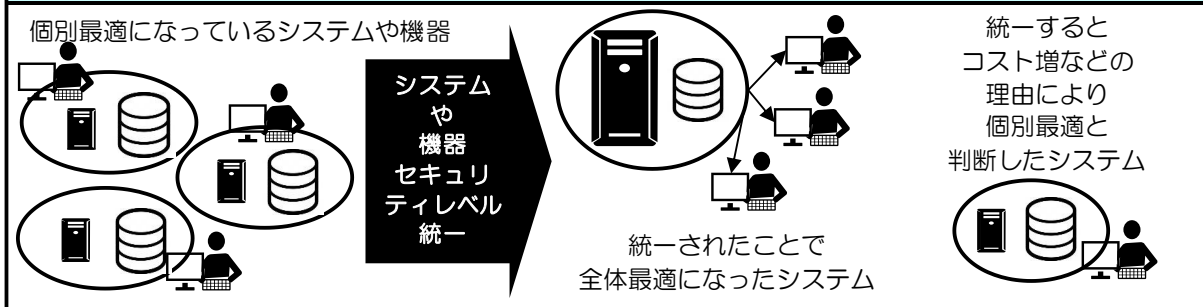 個別最適になっているシステムや機器
システム
や
機器
セキュリ
ティレベル
統一
統一されたことで
全体最適になったシステム
統一すると
コスト増などの
理由により
個別最適と
判断したシステム